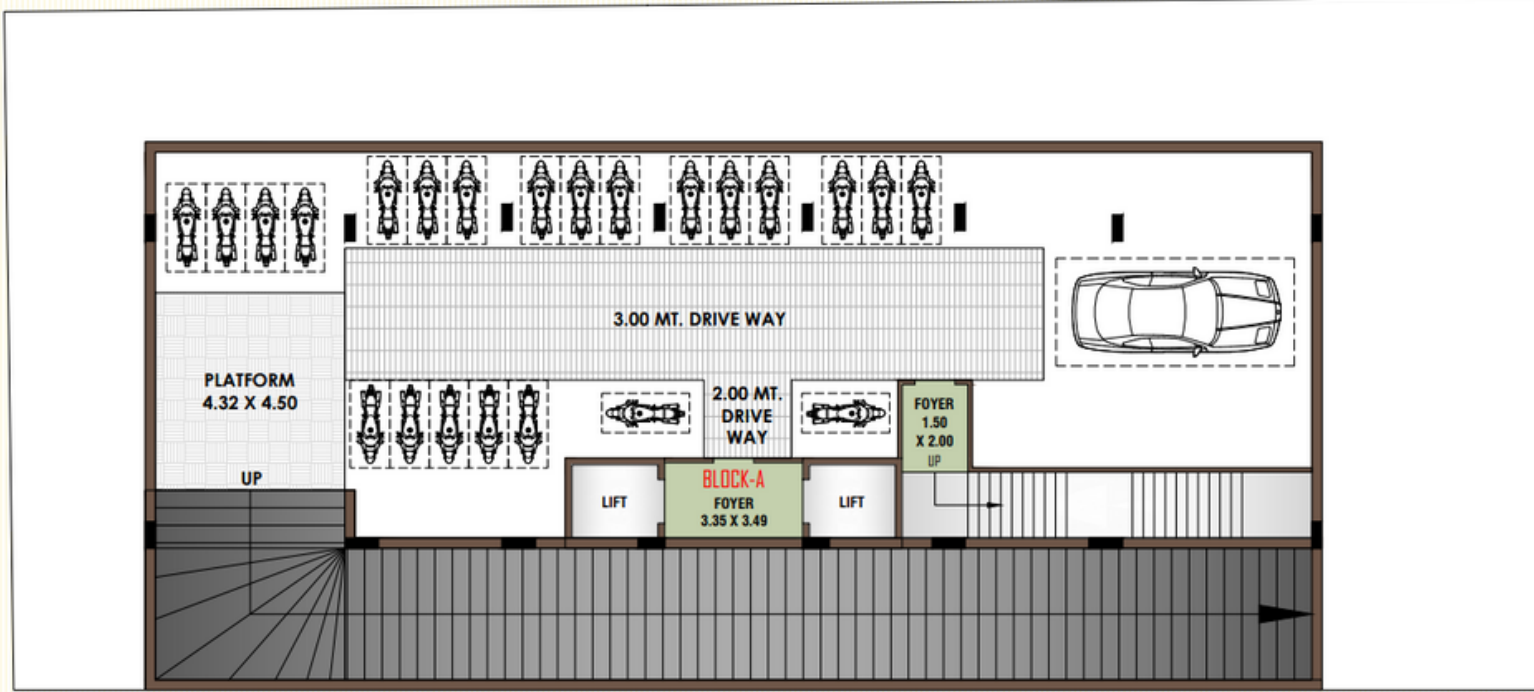 3.00 MT. DRIVE WAY
PLATFORM
4.32 X 4.50
UP
2.00 MT.
DRIVE
WAY
FOYER
1.50
X 2.00
UP
LIFT
BLOCK-A
FOYER
3.35 X 3.49
LIFT